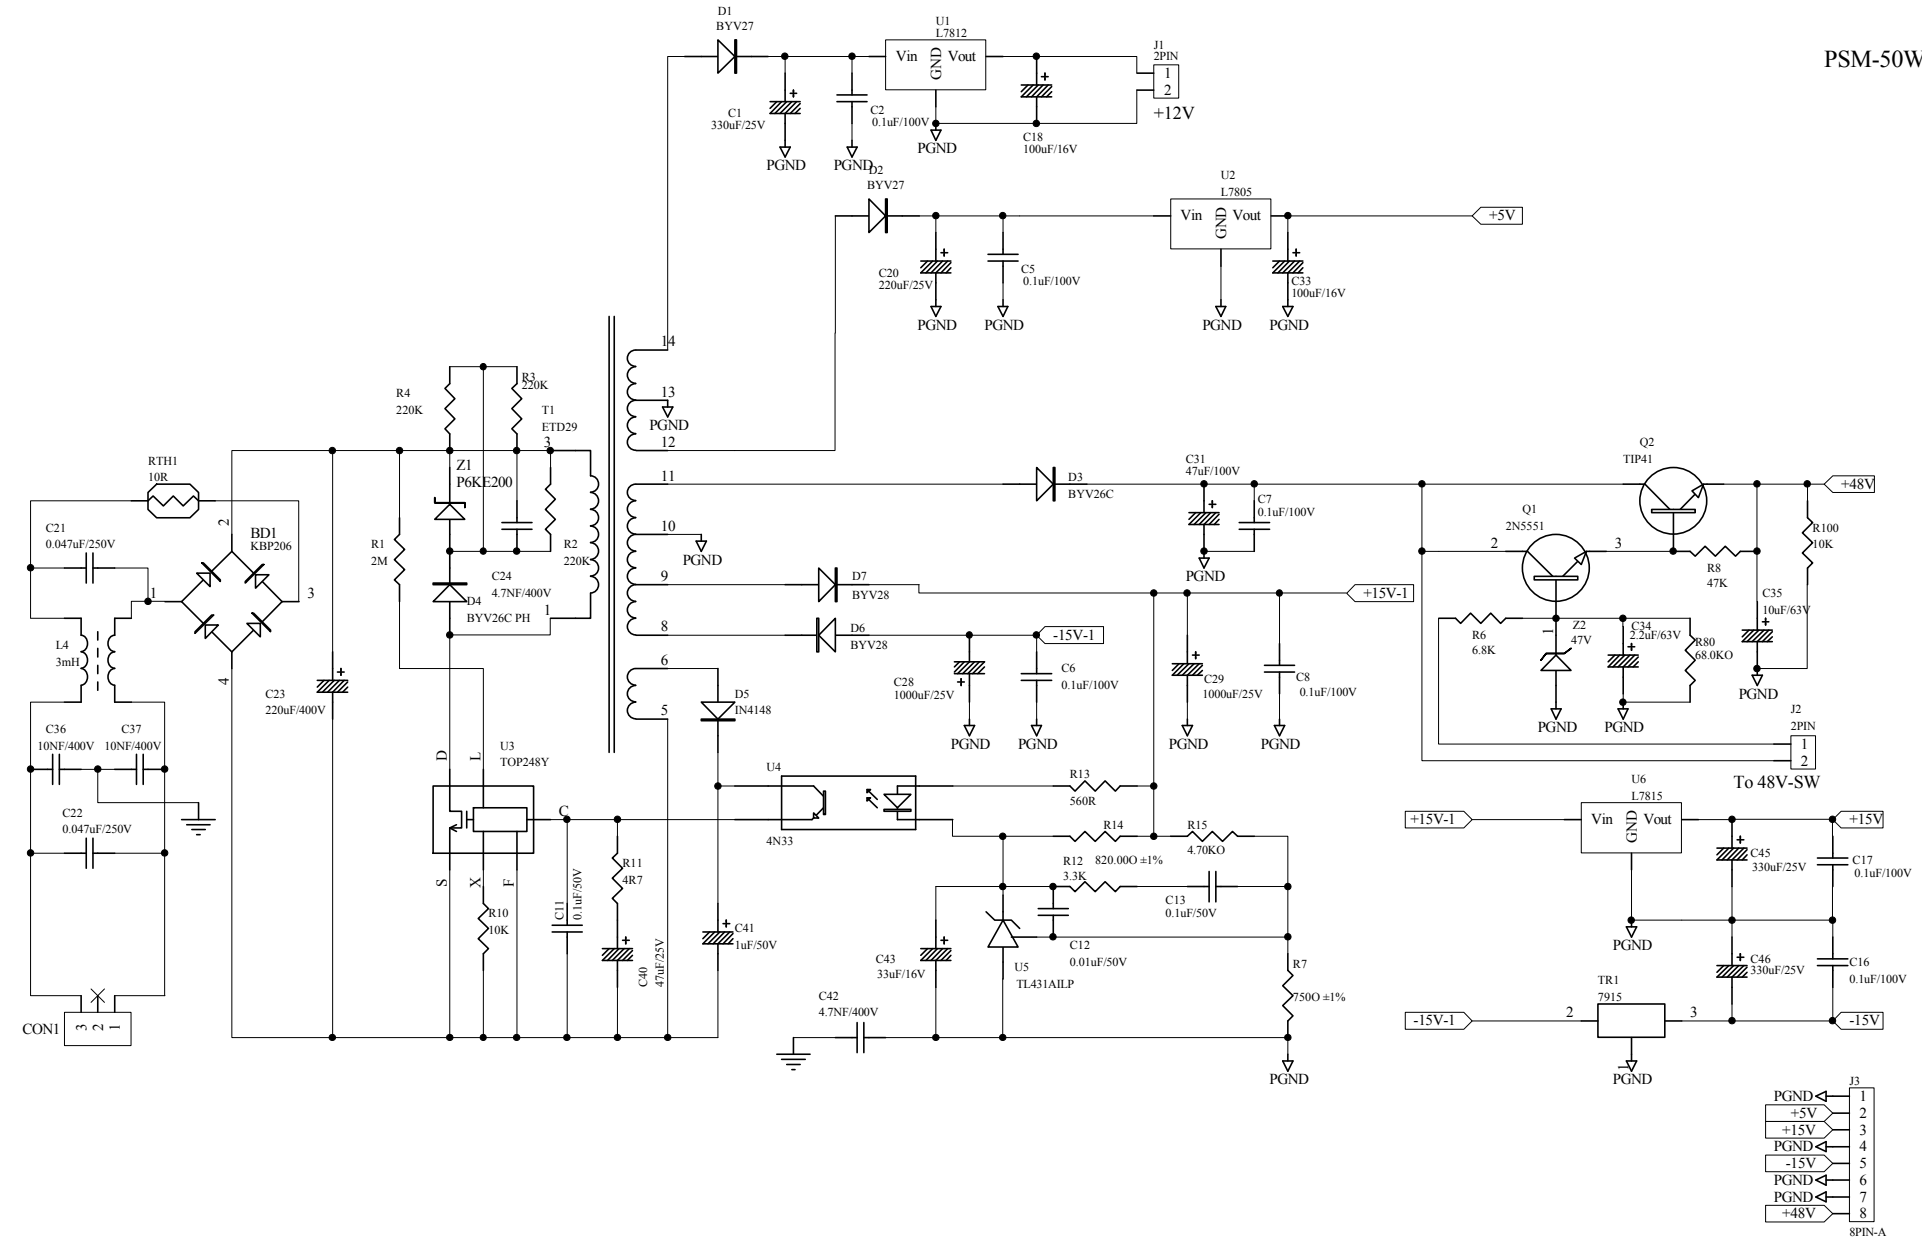 PSM-50W
D1
BYV27
C1
330uF/25V
C2
0.1uF/100V
PGND
PGND
U1
L7812
Vin
GND
Vout
PGND
C18
100uF/16V
J1
2PIN
1
2
+12V
D2
BYV27
C20
220uF/25V
C5
0.1uF/100V
PGND
PGND
U2
L7805
Vin
GND
Vout
PGND
C33
100uF/16V
PGND
+5V
14
13
PGND
12
11
10
PGND
9
8
6
5
R4
220K
R3
220K
T1
ETD29
3
1
Z1
P6KE200
R2
220K
C24
4.7NF/400V
D4
BYV26C PH
R1
2M
RTH1
10R
C21
0.047uF/250V
BD1
KBP206
1
2
3
4
L4
3mH
C36
10NF/400V
C37
10NF/400V
C22
0.047uF/250V
CON1
3
2
1
C23
220uF/400V
U3
TOP248Y
D
L
C
S
X
F
R10
10K
C11
0.1uF/50V
R11
4R7
C40
47uF/25V
D5
IN4148
C41
1uF/50V
U4
4N33
D3
BYV26C
C31
47uF/100V
C7
0.1uF/100V
PGND
D7
BYV28
+15V-1
D6
BYV28
-15V-1
C28
1000uF/25V
C6
0.1uF/100V
PGND
PGND
C29
1000uF/25V
C8
0.1uF/100V
PGND
PGND
R13
560R
R14
820.00O ±1%
R15
4.70KO
R12
3.3K
C13
0.1uF/50V
C12
0.01uF/50V
U5
TL431AILP
C43
33uF/16V
R7
750O ±1%
C42
4.7NF/400V
PGND
Q2
TIP41
+48V
Q1
2N5551
2
3
1
R8
47K
R100
10K
C35
10uF/63V
PGND
R6
6.8K
Z2
47V
C34
2.2uF/63V
R80
68.0KO
PGND
PGND
J2
2PIN
1
2
To 48V-SW
+15V-1
U6
L7815
Vin
GND
Vout
+15V
C45
330uF/25V
C17
0.1uF/100V
PGND
C46
330uF/25V
C16
0.1uF/100V
-15V-1
TR1
7915
2
3
1
PGND
-15V
J3
PGND 1
+5V 2
+15V 3
PGND 4
-15V 5
PGND 6
PGND 7
+48V 8
8PIN-A